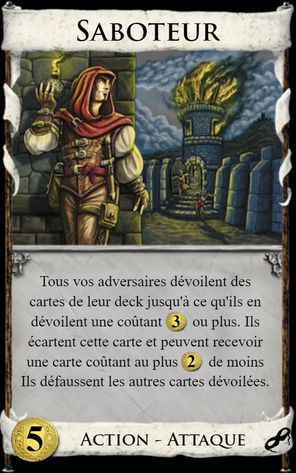 SABOTEUR
Tous vos adversaires dévoilent des
cartes de leur deck jusqu'à ce qu'ils en
dévoilent une coûtant 3 ou plus. Ils
écartent cette carte et peuvent recevoir
une carte coûtant au plus 2 de moins
Ils défaussent les autres cartes dévoilées.
5 ACTION - ATTAQUE